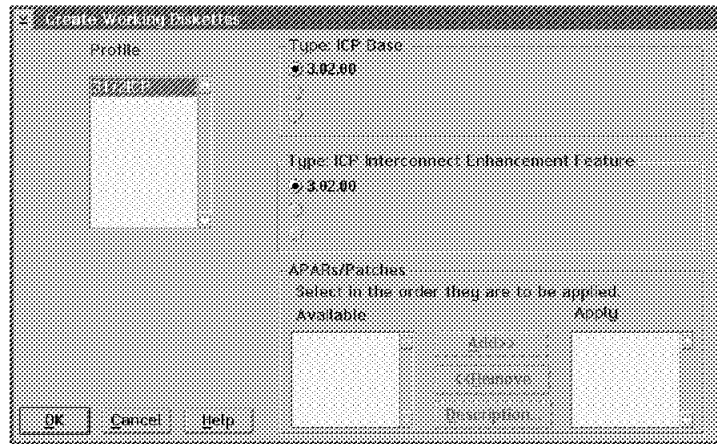 Create Working Diskettes
Profile
3172ICP
Type: ICP Base
3.02.00
Type: ICP Interconnect Enhancement Feature
3.02.00
APARs/Patches
Select in the order they are to be applied.
Available
Apply
Add>>
<<Remove
Description
OK
Cancel
Help